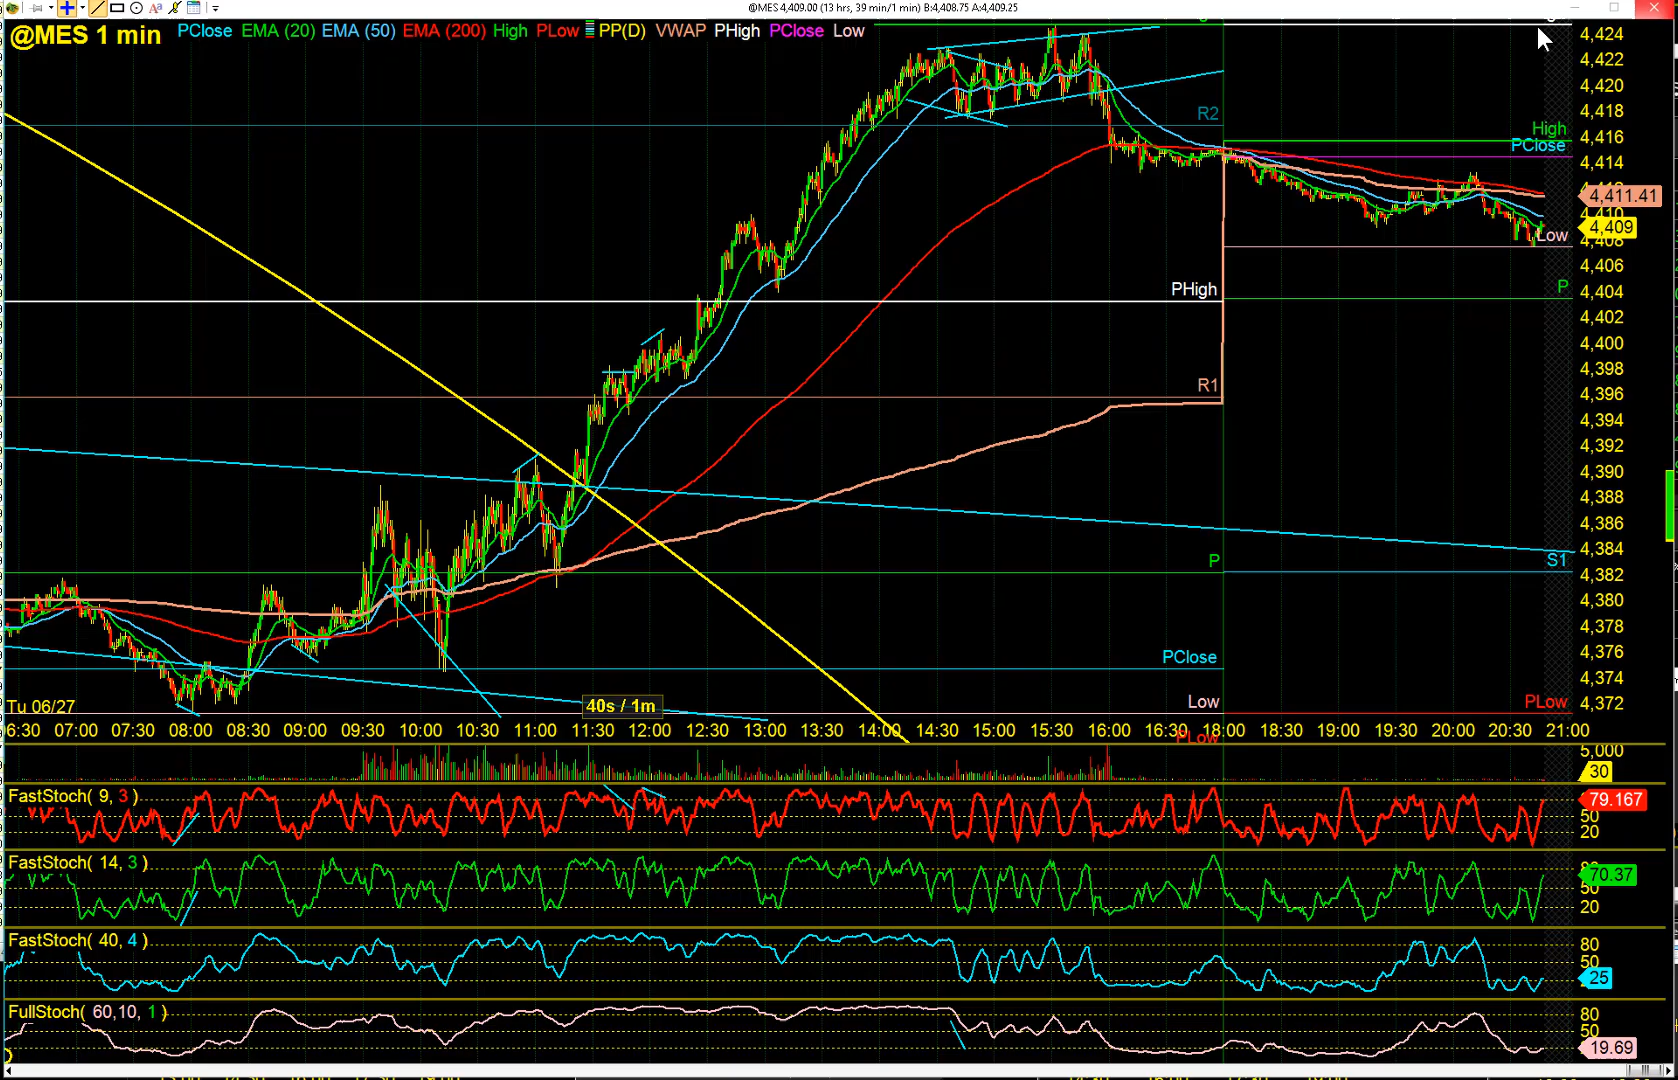 @MES 4,409.00 (13 hrs, 39 min/1 min) B:4,408.75 A:4,409.25
@MES 1 min PClose EMA (20) EMA (50) EMA (200) High PLow PP(D) VWAP PHigh PClose Low
4,424
4,422
4,420
4,418
R2
High
4,416
PClose
4,414
4,411.41
4,410
4,409
Low
4,408
4,406
PHigh
P
4,404
4,402
4,400
4,398
R1
4,396
4,394
4,392
4,390
4,388
4,386
4,384
P
S1
4,382
4,380
4,378
PClose
4,376
4,374
Tu 06/27
40s / 1m
Low
PLow
4,372
6:30 07:00 07:30 08:00 08:30 09:00 09:30 10:00 10:30 11:00 11:30 12:00 12:30 13:00 13:30 14:00 14:30 15:00 15:30 16:00 16:30 18:00 18:30 19:00 19:30 20:00 20:30 21:00
PLow
5,000
30
FastStoch( 9, 3 )
79.167
50
20
FastStoch( 14, 3 )
70.37
50
20
FastStoch( 40, 4 )
80
50
25
FullStoch( 60,10, 1 )
80
50
19.69